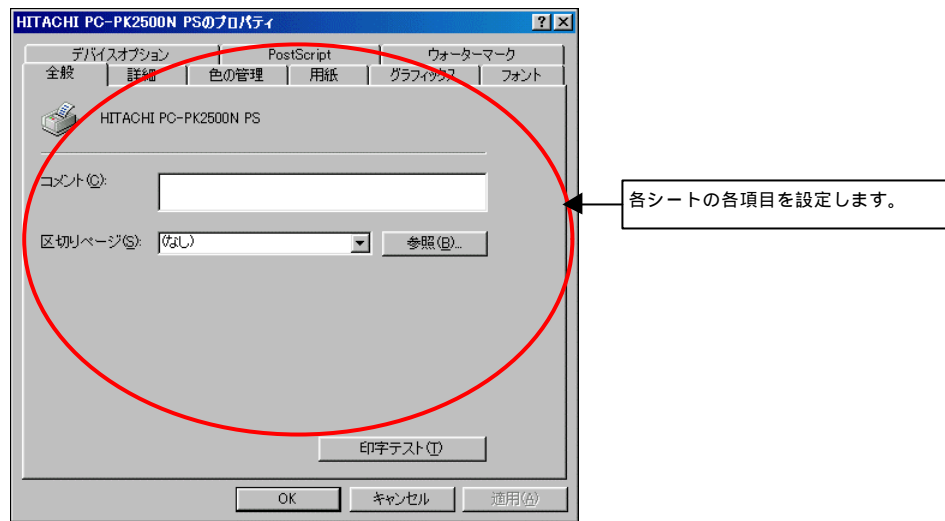 HITACHI PC-PK2500N PSのプロパティ
デバイスオプション PostScript ウォーターマーク
全般 詳細 色の管理 用紙 グラフィックス フォント
HITACHI PC-PK2500N PS
コメント(C):
区切りページ(S): (なし) 参照(B)...
各シートの各項目を設定します。
印字テスト(T)
OK キャンセル 適用(A)